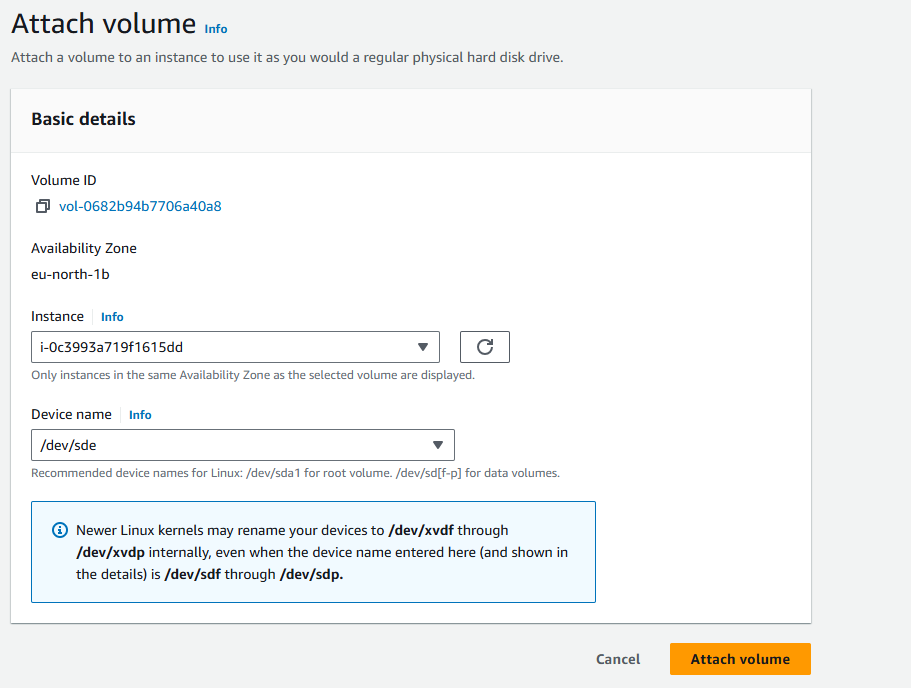 Attach volume Info
Attach a volume to an instance to use it as you would a regular physical hard disk drive.
Basic details
Volume ID
vol-0682b94b7706a40a8
Availability Zone
eu-north-1b
Instance Info
i-0c3993a719f1615dd
Only instances in the same Availability Zone as the selected volume are displayed.
Device name Info
/dev/sde
Recommended device names for Linux: /dev/sda1 for root volume. /dev/sd[f-p] for data volumes.
Newer Linux kernels may rename your devices to /dev/xvdf through
/dev/xvdp internally, even when the device name entered here (and shown in
the details) is /dev/sdf through /dev/sdp.
Cancel Attach volume